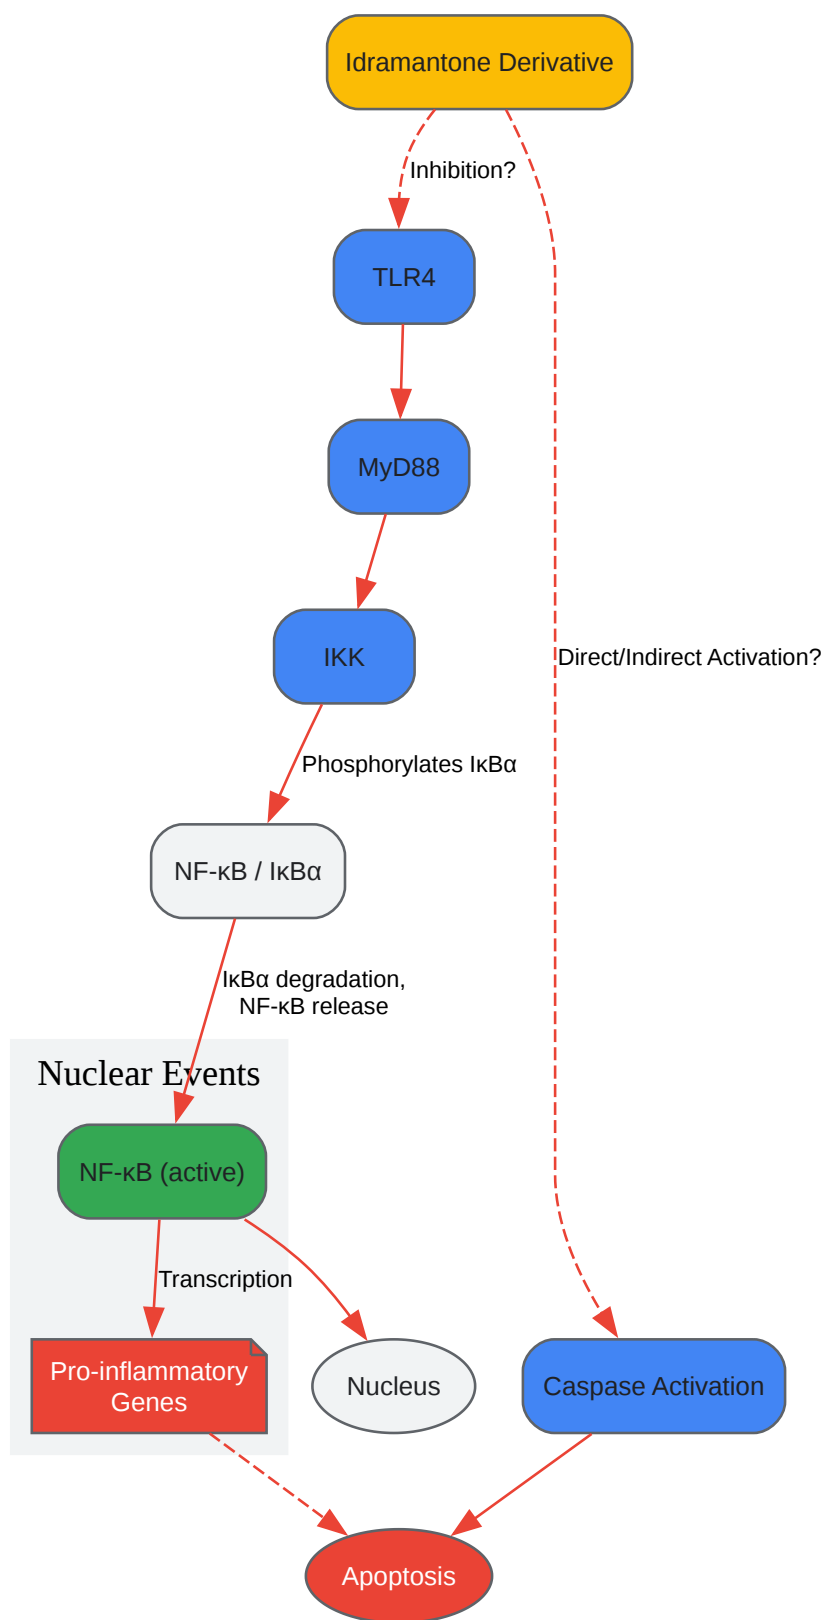 Idramantone Derivative
Inhibition?
TLR4
MyD88
IKK
Direct/Indirect Activation?
Phosphorylates IκBα
NF-κB / IκBα
IκBα degradation,
NF-κB release
Nuclear Events
NF-κB (active)
Transcription
Pro-inflammatory
Genes
Nucleus
Caspase Activation
Apoptosis